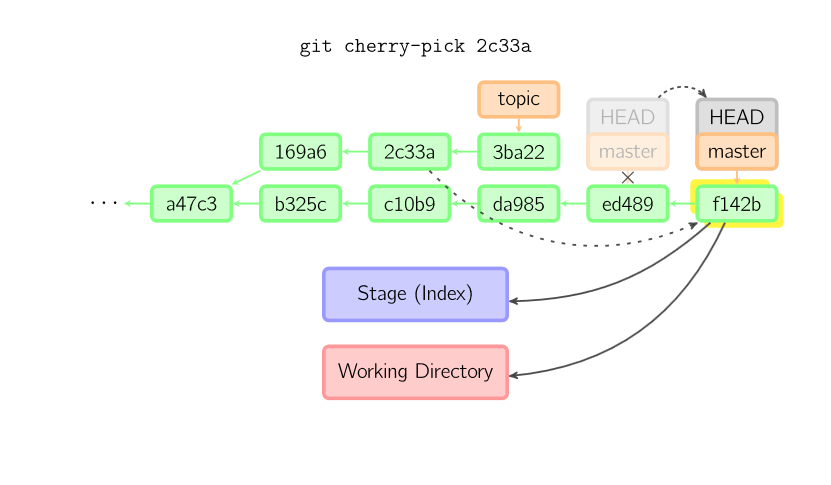 git cherry-pick 2c33a
topic
HEAD
HEAD
169a6
2c33a
3ba22
master
master
...
a47c3
b325c
c10b9
da985
ed489
f142b
Stage (Index)
Working Directory